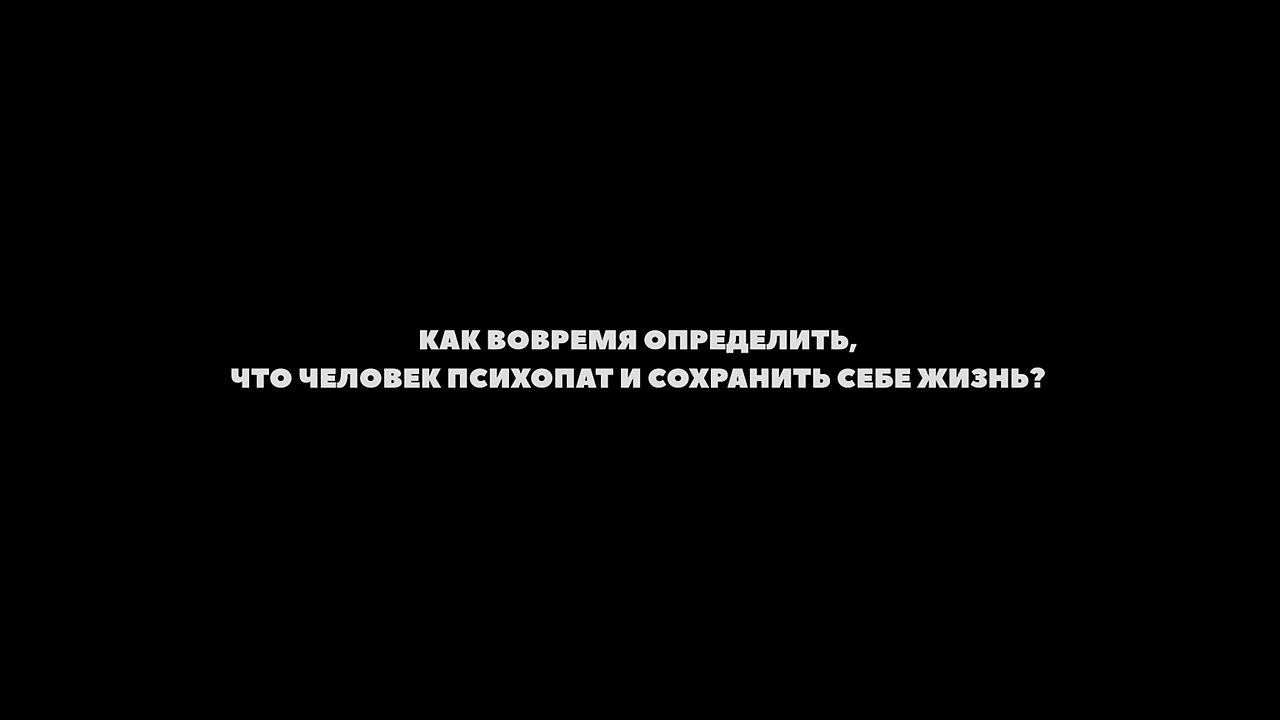 КАК ВОВРЕМЯ ОПРЕДЕЛИТЬ,
ЧТО ЧЕЛОВЕК ПСИХОПАТ И СОХРАНИТЬ СЕБЕ ЖИЗНЬ?